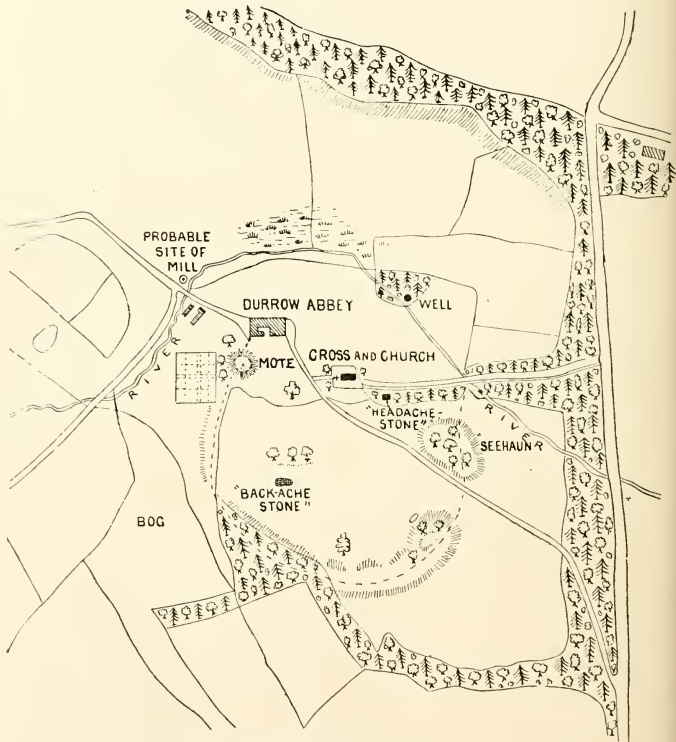 PROBABLE
SITE OF
MILL
DURROW ABBEY
WELL
RIVER
MOTE
CROSS AND CHURCH
"HEADACHE-
STONE"
RIVER
"SEEHAUN
"BACK-ACHE
STONE"
BOG